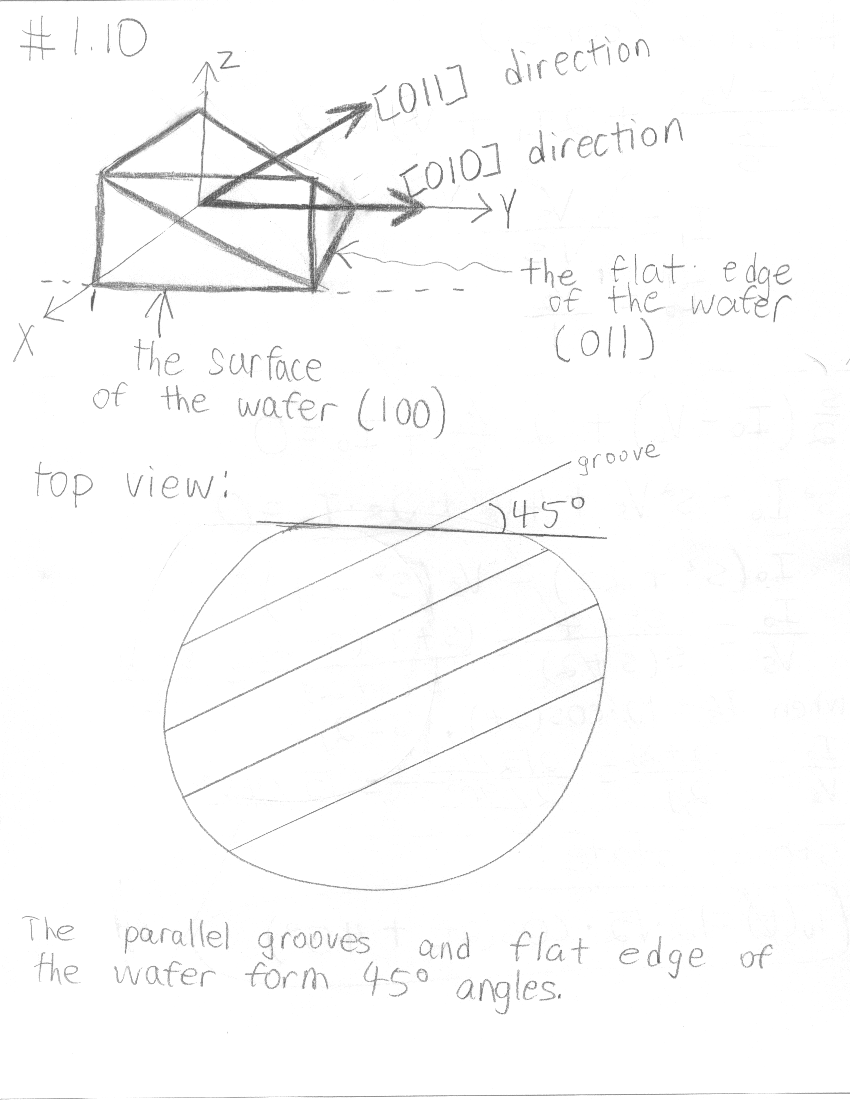 #1.10
Z
[011] direction
[010] direction
Y
the flat edge
of the wafer
(011)
X
1
the surface
of the wafer (100)
top view:
groove
45°
The parallel grooves and flat edge of
the wafer form 45° angles.